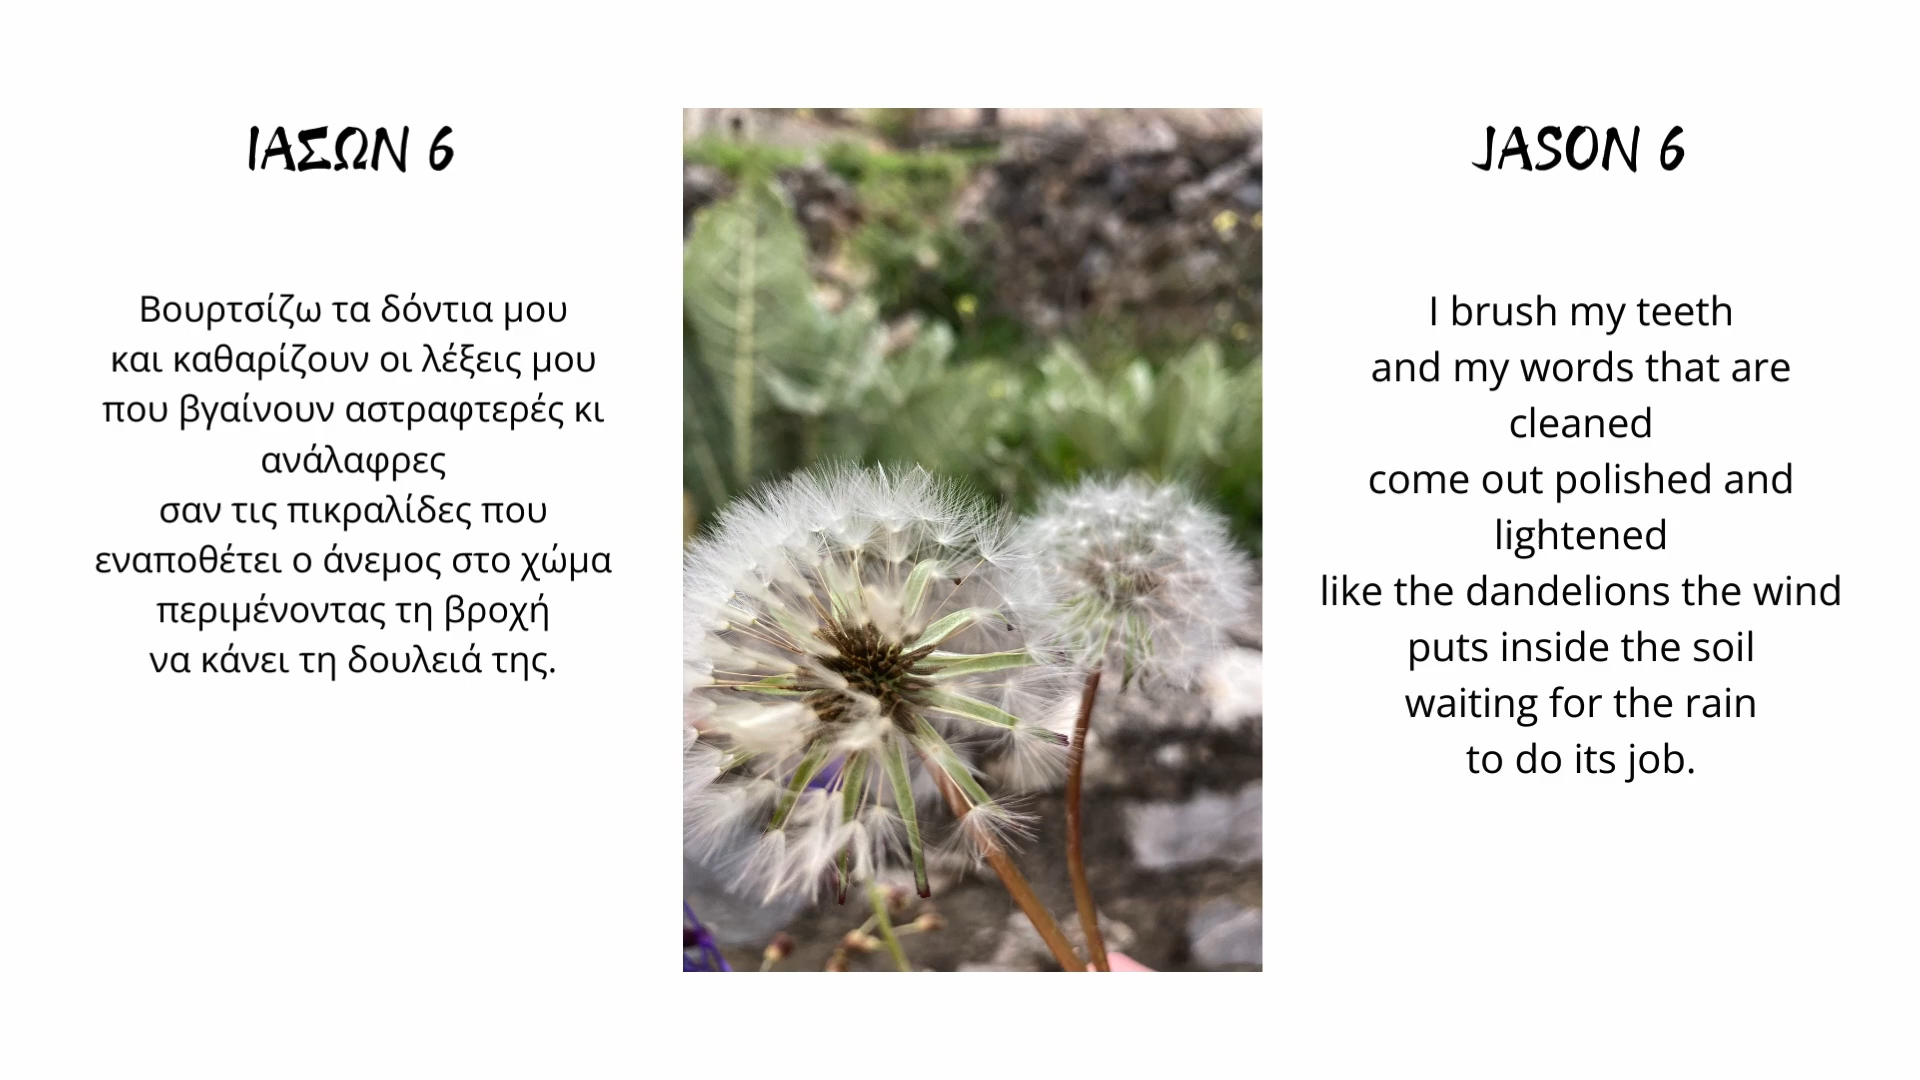 ΙΑΣΩΝ 6
Βουρτσίζω τα δόντια μου
και καθαρίζουν οι λέξεις μου
που βγαίνουν αστραφτερές κι
ανάλαφρες
σαν τις πικραλίδες που
εναποθέτει ο άνεμος στο χώμα
περιμένοντας τη βροχή
να κάνει τη δουλειά της.
JASON 6
I brush my teeth
and my words that are
cleaned
come out polished and
lightened
like the dandelions the wind
puts inside the soil
waiting for the rain
to do its job.